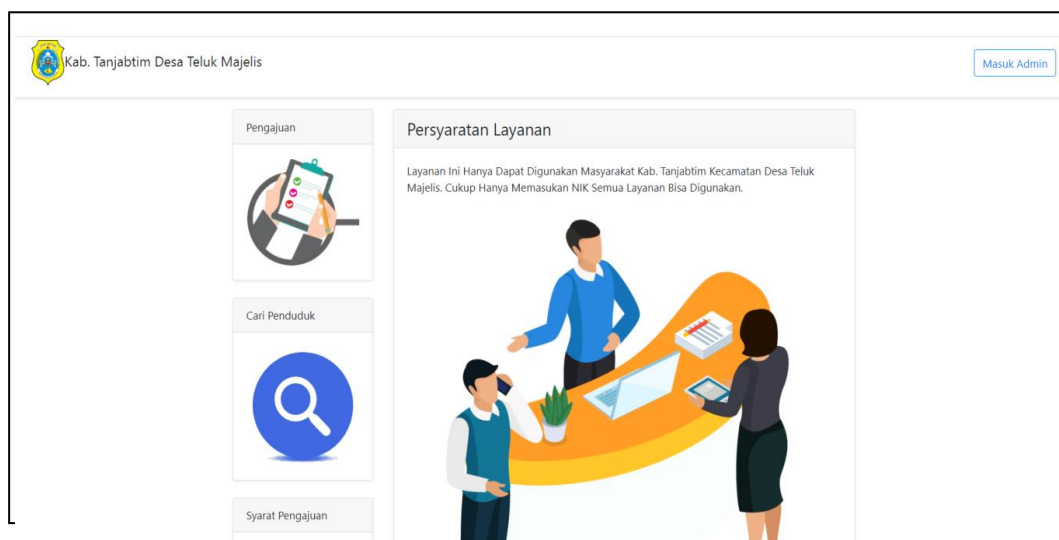 Kab. Tanjabtim Desa Teluk Majelis
Masuk Admin
Pengajuan
Cari Penduduk
Syarat Pengajuan
Persyaratan Layanan
Layanan Ini Hanya Dapat Digunakan Masyarakat Kab. Tanjabtim Kecamatan Desa Teluk
Majelis. Cukup Hanya Memasukan NIK Semua Layanan Bisa Digunakan.